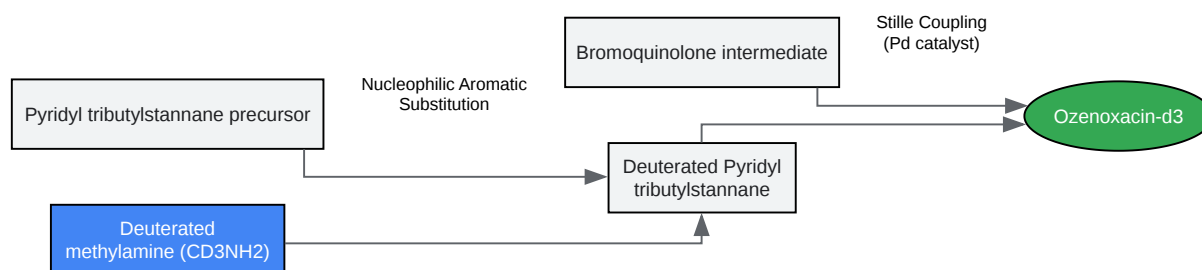 Stille Coupling
(Pd catalyst)
Bromoquinolone intermediate
Nucleophilic Aromatic
Substitution
Pyridyl tributylstannane precursor
Ozenoxacin-d3
Deuterated Pyridyl
tributylstannane
Deuterated
methylamine (CD3NH2)